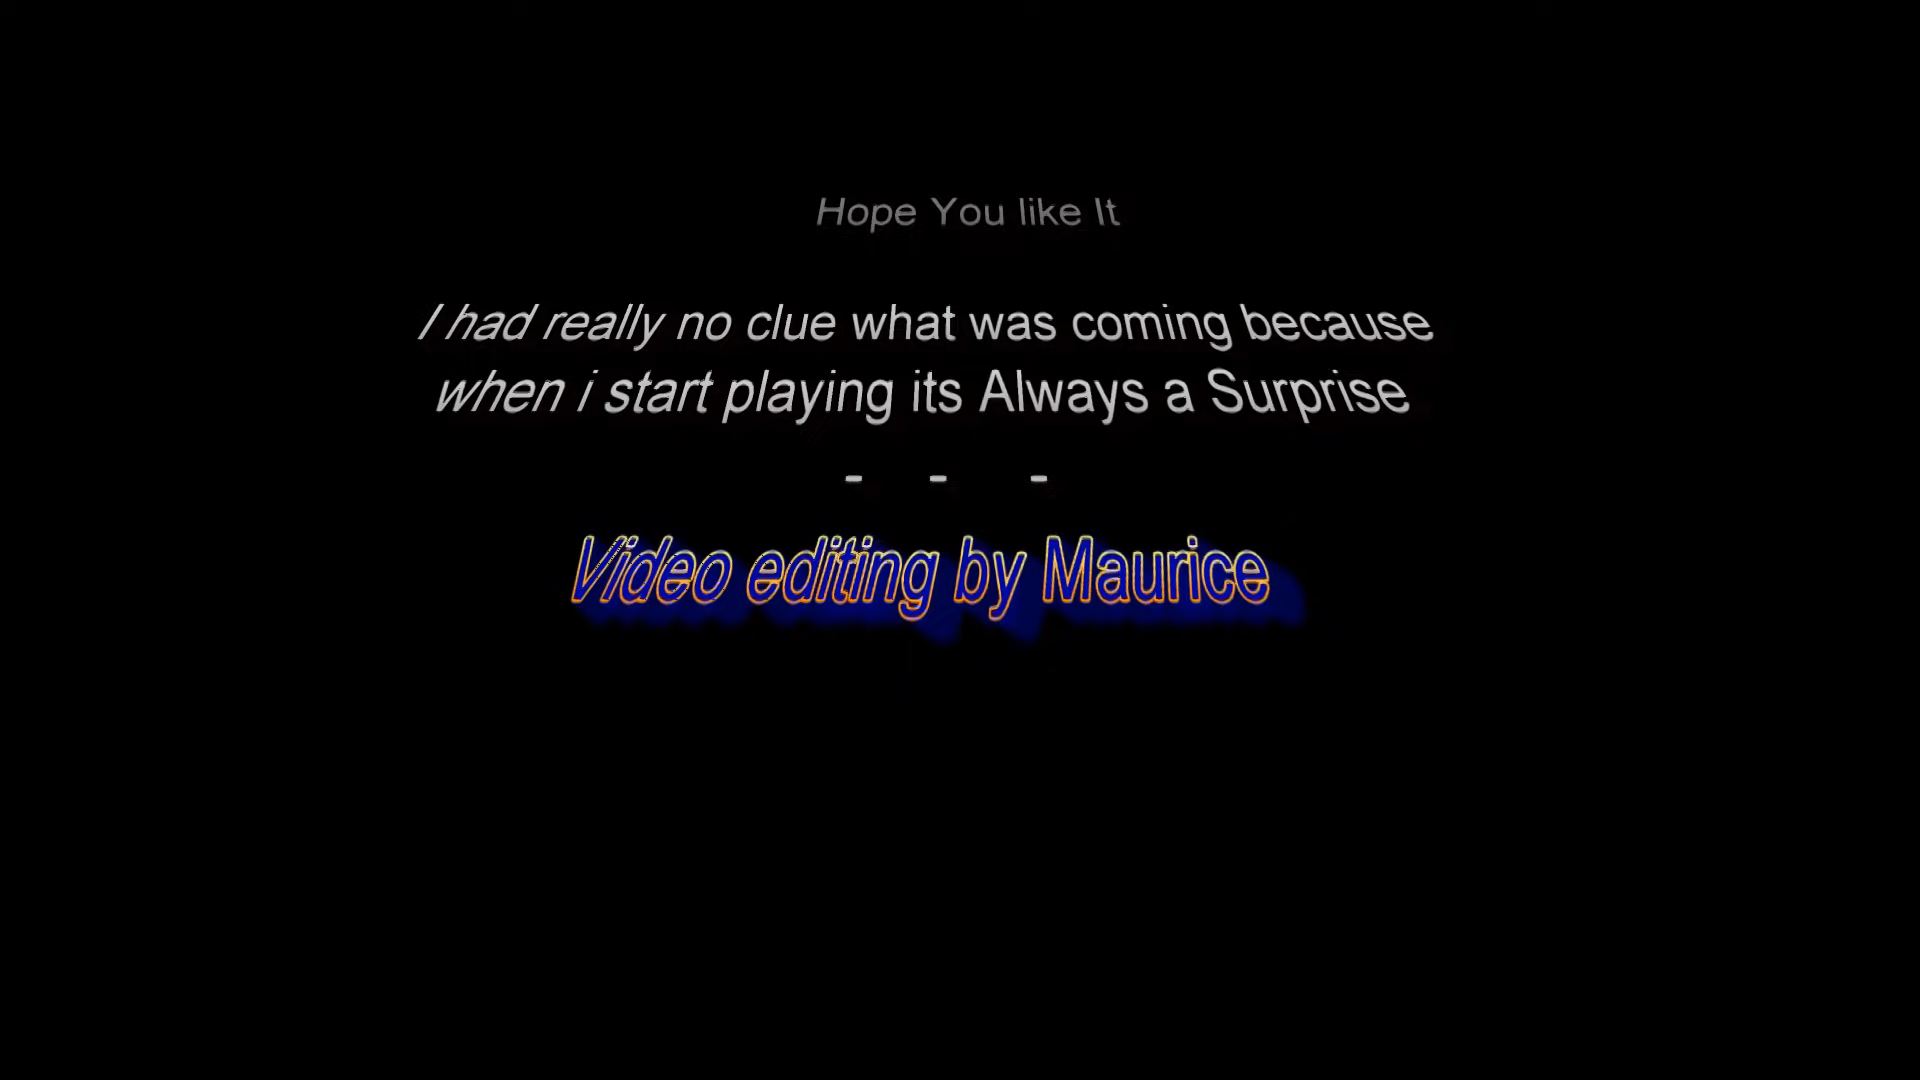 Hope You like It
I had really no clue what was coming because
when i start playing its Always a Surprise
- - -
Video editing by Maurice